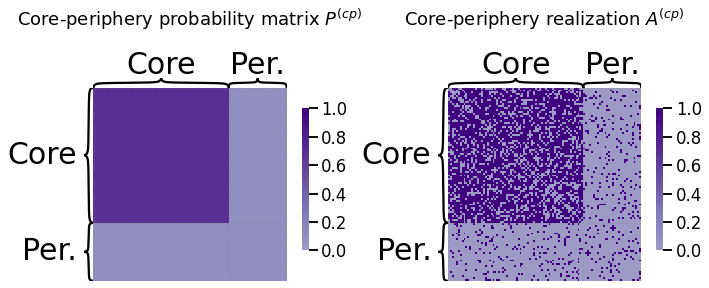 Core-periphery probability matrix $P^{(cp)}$
Core Per.
Core
Per.
1.0
0.8
0.6
0.4
0.2
0.0
Core-periphery realization $A^{(cp)}$
Core Per.
Core
Per.
1.0
0.8
0.6
0.4
0.2
0.0